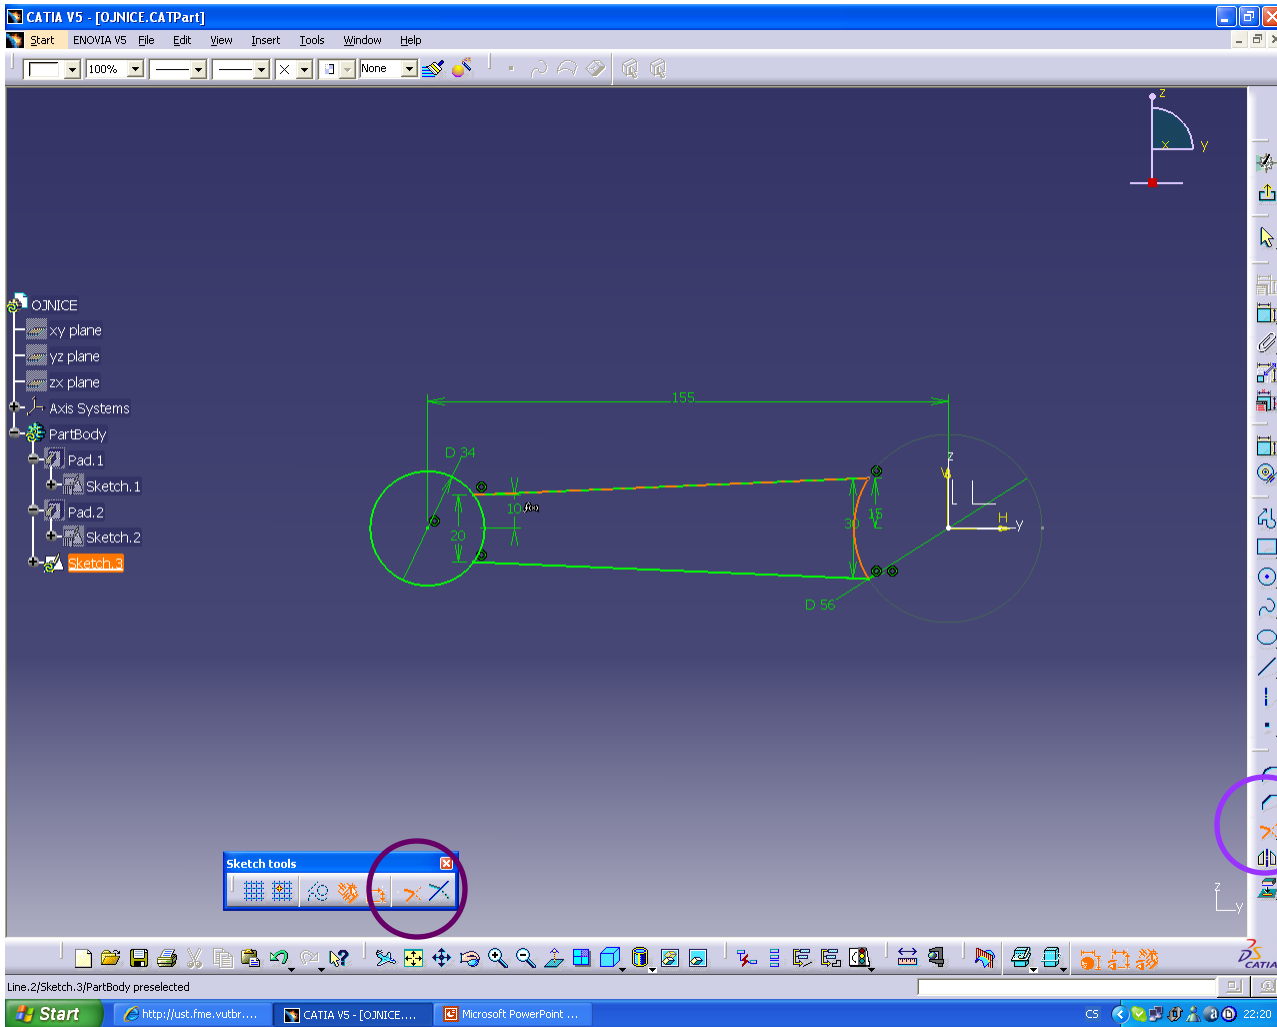 CATIA V5 - [OJNICE.CATPart]
Start ENOVIA V5 File Edit View Insert Tools Window Help
100% None
z
x y
OJNICE
xy plane
yz plane
zx plane
Axis Systems
PartBody
Pad.1
Sketch.1
Pad.2
Sketch.2
Sketch.3
155
D 34
z
V
10 f(x)
15
30
H
y
20
D 56
Sketch tools
z
y
CATIA
Line.2/Sketch.3/PartBody preselected
Start http://ust.fme.vutbr.... CATIA V5 - [OJNICE.... Microsoft PowerPoint ... CS 22:20